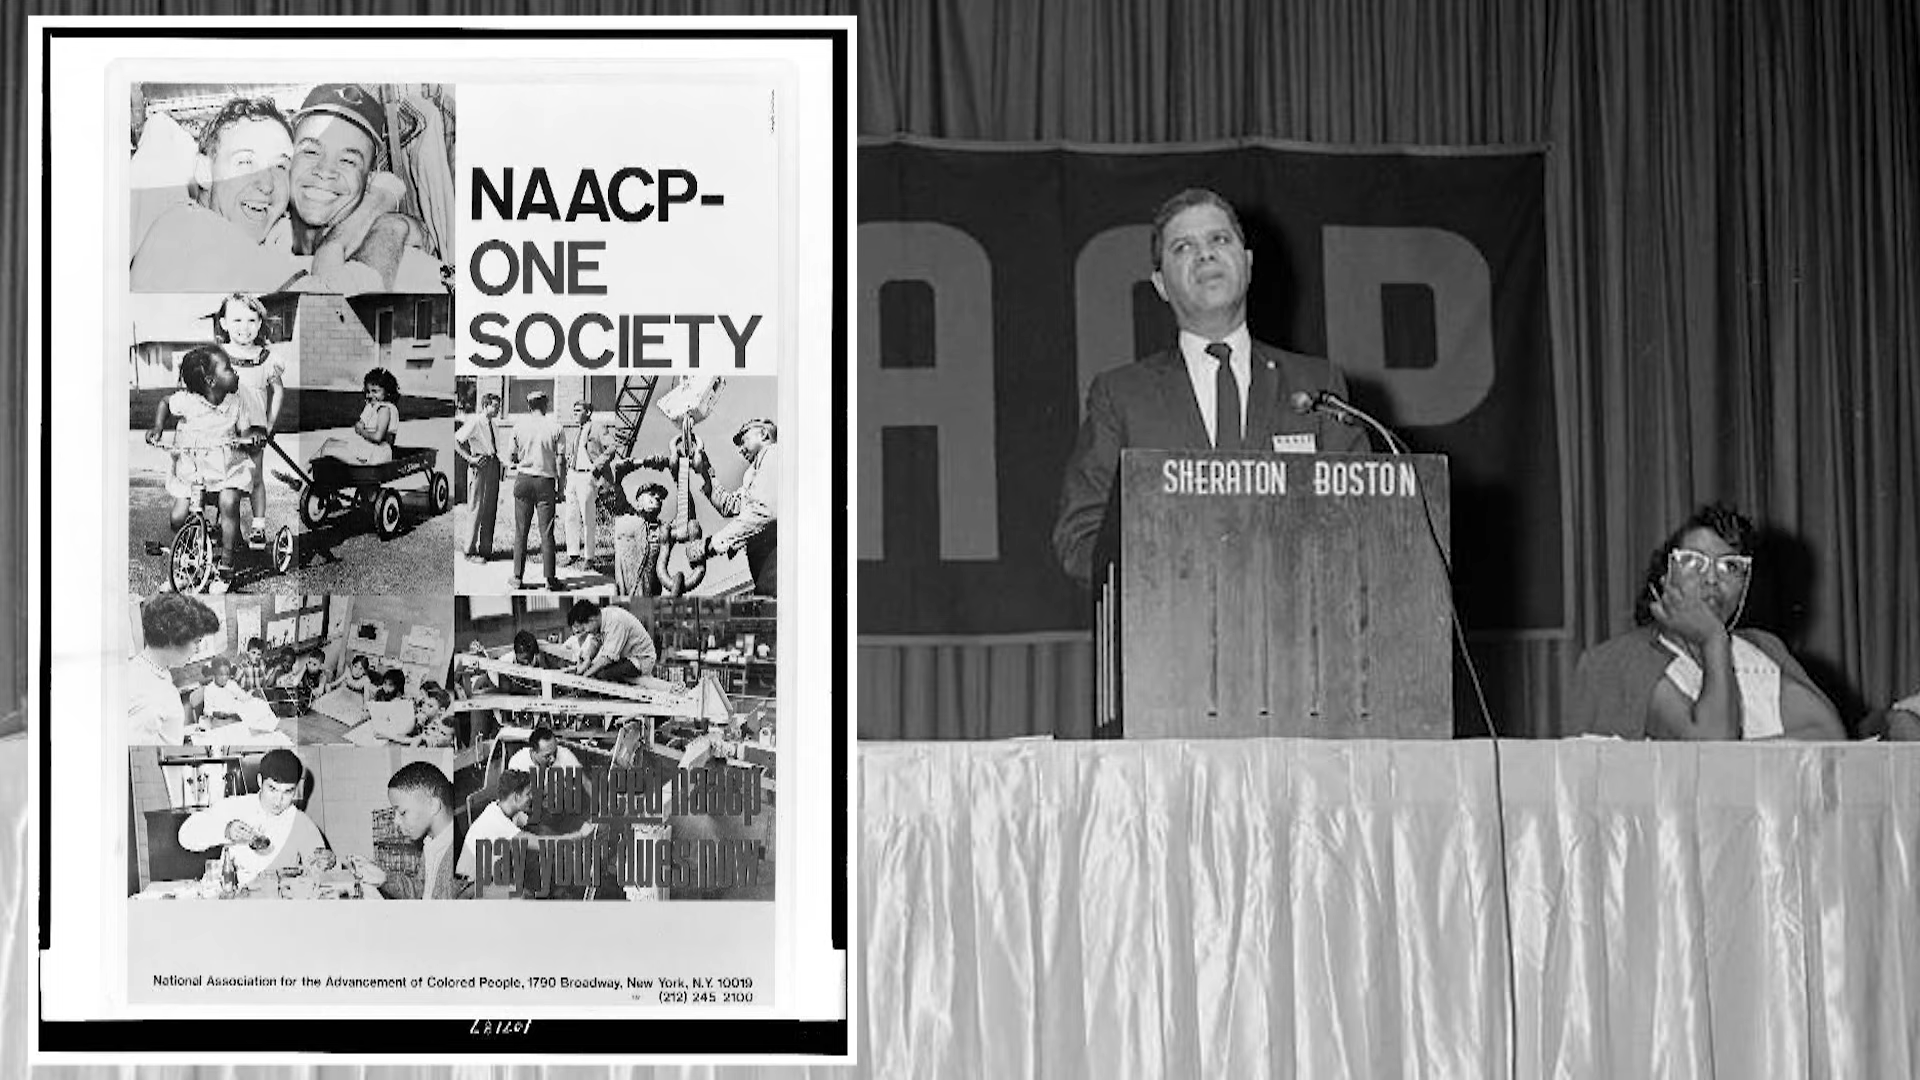 NAACP-
ONE
SOCIETY
you need naacp
pay your dues now.
National Association for the Advancement of Colored People, 1790 Broadway, New York, N.Y. 10019
(212) 245 2100
ACP
SHERATON BOSTON